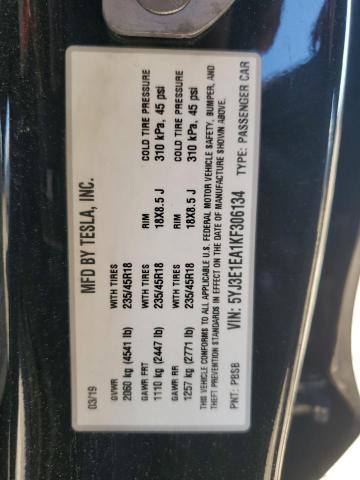 MFD BY TESLA, INC.
03/19
GVWR WITH TIRES RIM COLD TIRE PRESSURE
2060 kg (4541 lb) 235/45R18 18X8.5 J 310 kPa, 45 psi
GAWR FRT WITH TIRES RIM COLD TIRE PRESSURE
1110 kg (2447 lb) 235/45R18 18X8.5 J 310 kPa, 45 psi
GAWR RR
1257 kg (2771 lb) 235/45R18
THIS VEHICLE CONFORMS TO ALL APPLICABLE U.S. FEDERAL MOTOR VEHICLE SAFETY, BUMPER, AND
THEFT PREVENTION STANDARDS IN EFFECT ON THE DATE OF MANUFACTURE SHOWN ABOVE.
VIN: 5YJ3E1EA1KF306134
PNT: PBSB TYPE: PASSENGER CAR